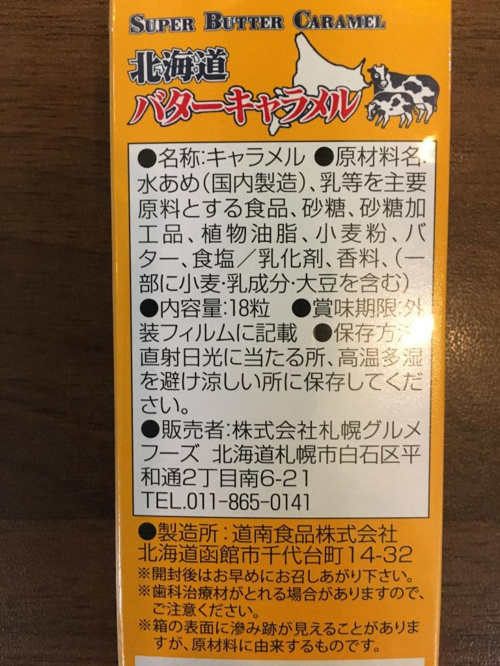 SUPER BUTTER CARAMEL
北海道
バターキャラメル
●名称:キャラメル ●原材料名:
水あめ(国内製造)、乳等を主要
原料とする食品、砂糖、砂糖加
工品、植物油脂、小麦粉、バ
ター、食塩/乳化剤、香料、(一
部に小麦・乳成分・大豆を含む)
●内容量:18粒 ●賞味期限:外
装フィルムに記載 ●保存方法:
直射日光に当たる所、高温多湿
を避け涼しい所に保存してくだ
さい。
●販売者:株式会社札幌グルメ
フーズ 北海道札幌市白石区平
和通2丁目南6-21
TEL.011-865-0141
●製造所:道南食品株式会社
北海道函館市千代台町14-32
※開封後はお早めにお召しあがり下さい。
※歯科治療材がとれる場合がありますので、
ご注意ください。
※箱の表面に滲み跡が見えることがありま
すが、原材料に由来するものです。